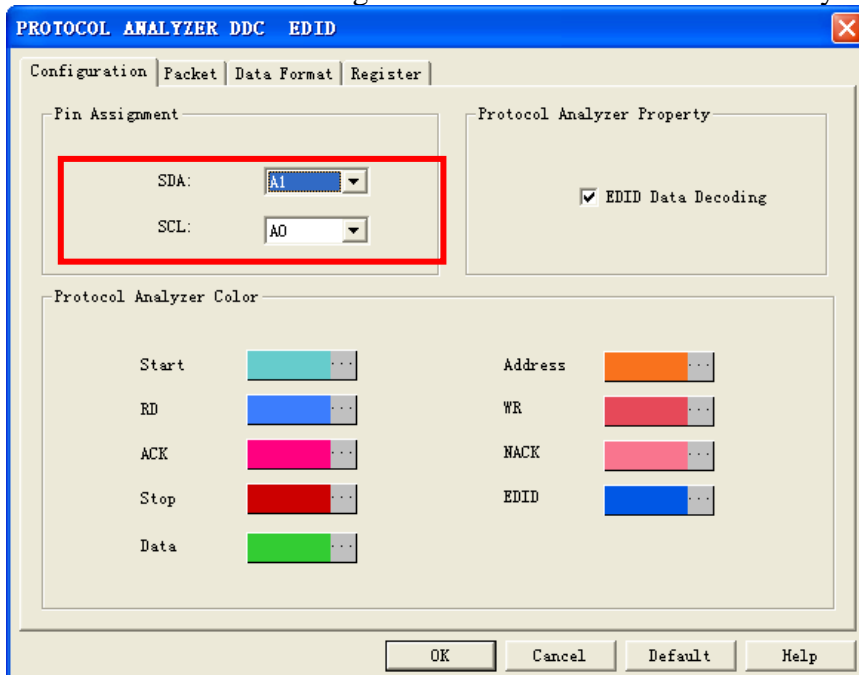 PROTOCOL ANALYZER DDC EDID
Configuration Packet Data Format Register
Pin Assignment
SDA: A1
SCL: A0
Protocol Analyzer Property
EDID Data Decoding
Protocol Analyzer Color
Start ... Address ...
RD ... WR ...
ACK ... NACK ...
Stop ... EDID ...
Data ...
OK Cancel Default Help